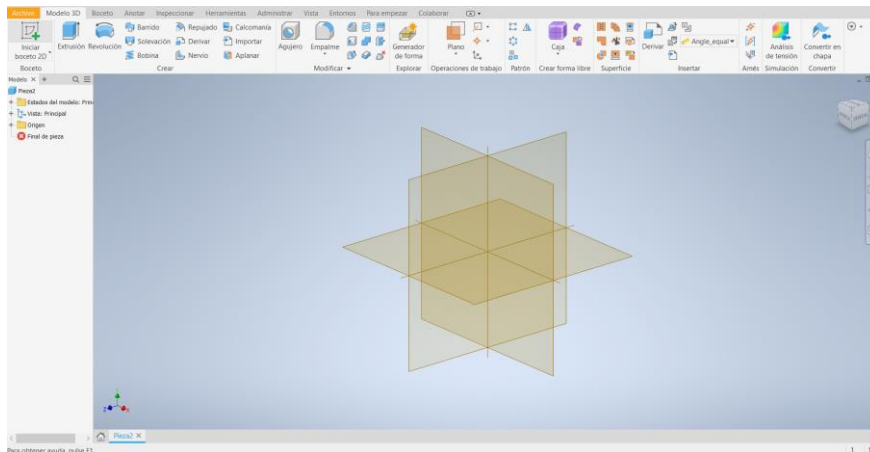 Archivo Modelo 3D Boceto Anotar Inspeccionar Herramientas Administrar Vista Entornos Para empezar Colaborar
Iniciar boceto 2D
Extrusión Revolución
Barrido Repujado Calcomanía
Solevación Derivar Importar
Bobina Nervio Aplanar
Agujero Empalme
Generador de forma
Plano
Caja
Derivar
Angle_equal
Análisis de tensión
Convertir en chapa
Boceto Crear Modificar Explorar Operaciones de trabajo Patrón Crear forma libre Superficie Insertar Arnés Simulación Convertir
Modelo
Pieza2
Estados del modelo:
Vista: Principal
Origen
Final de pieza
Z X
Pieza2
Para obtener ayuda, pulse F1
1